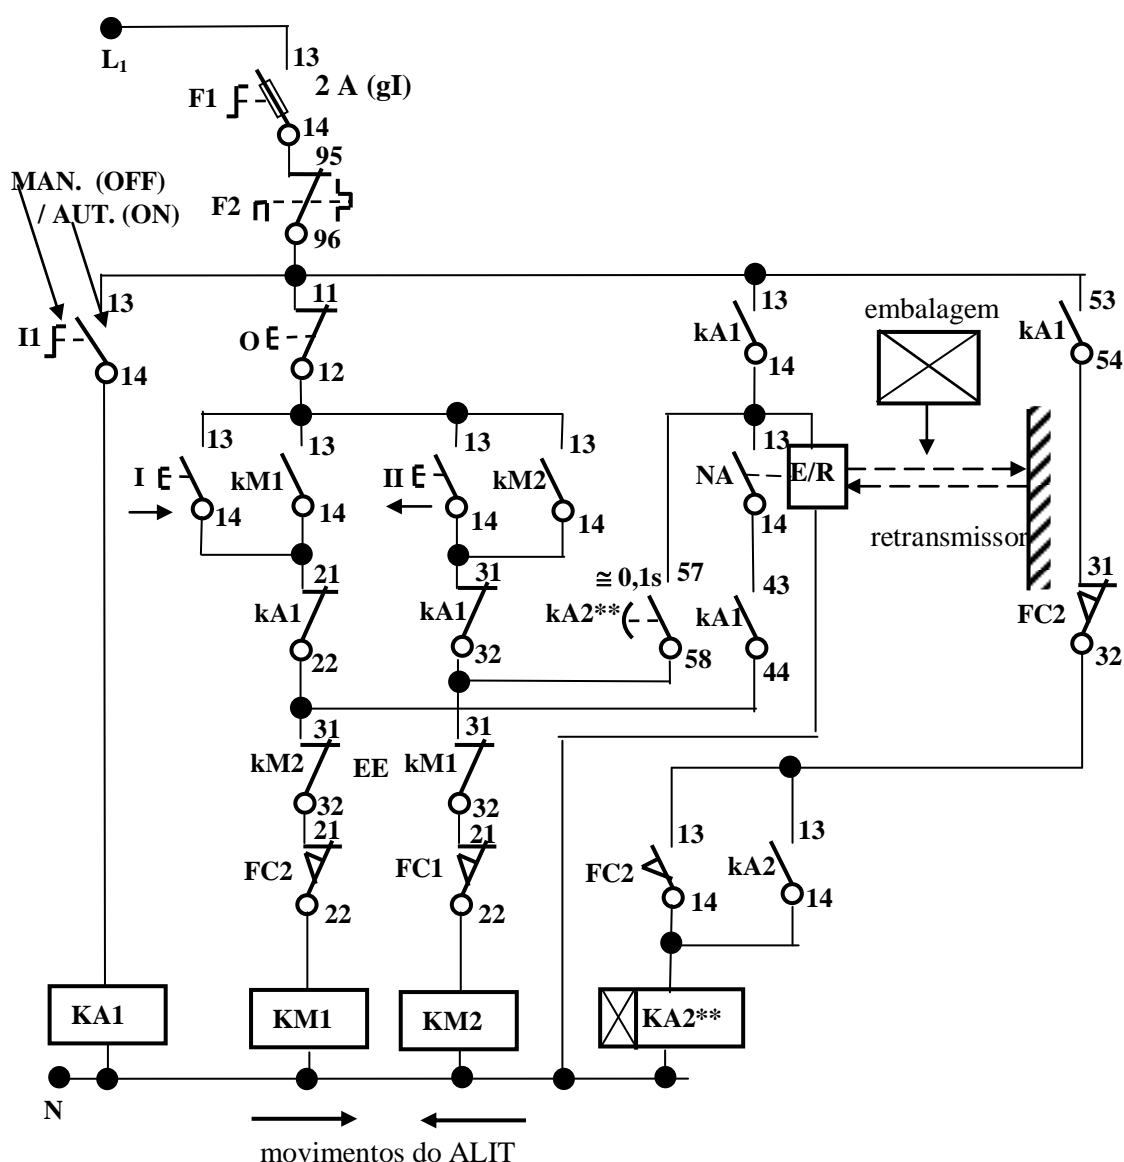 L1
13
2 A (gI)
F1
14
95
MAN. (OFF)
/ AUT. (ON)
F2
96
13
I1
14
11
O
12
13
kA1
14
embalagem
53
kA1
54
13
I
14
13
kM1
14
13
II
14
13
kM2
14
13
NA
14
E/R
retransmissor
21
kA1
22
31
kA1
32
≅ 0,1s
57
kA2**
58
43
kA1
44
31
FC2
32
31
kM2
32
EE
31
kM1
32
21
FC2
22
21
FC1
22
13
FC2
14
13
kA2
14
KA1
KM1
KM2
KA2**
N
movimentos do ALIT